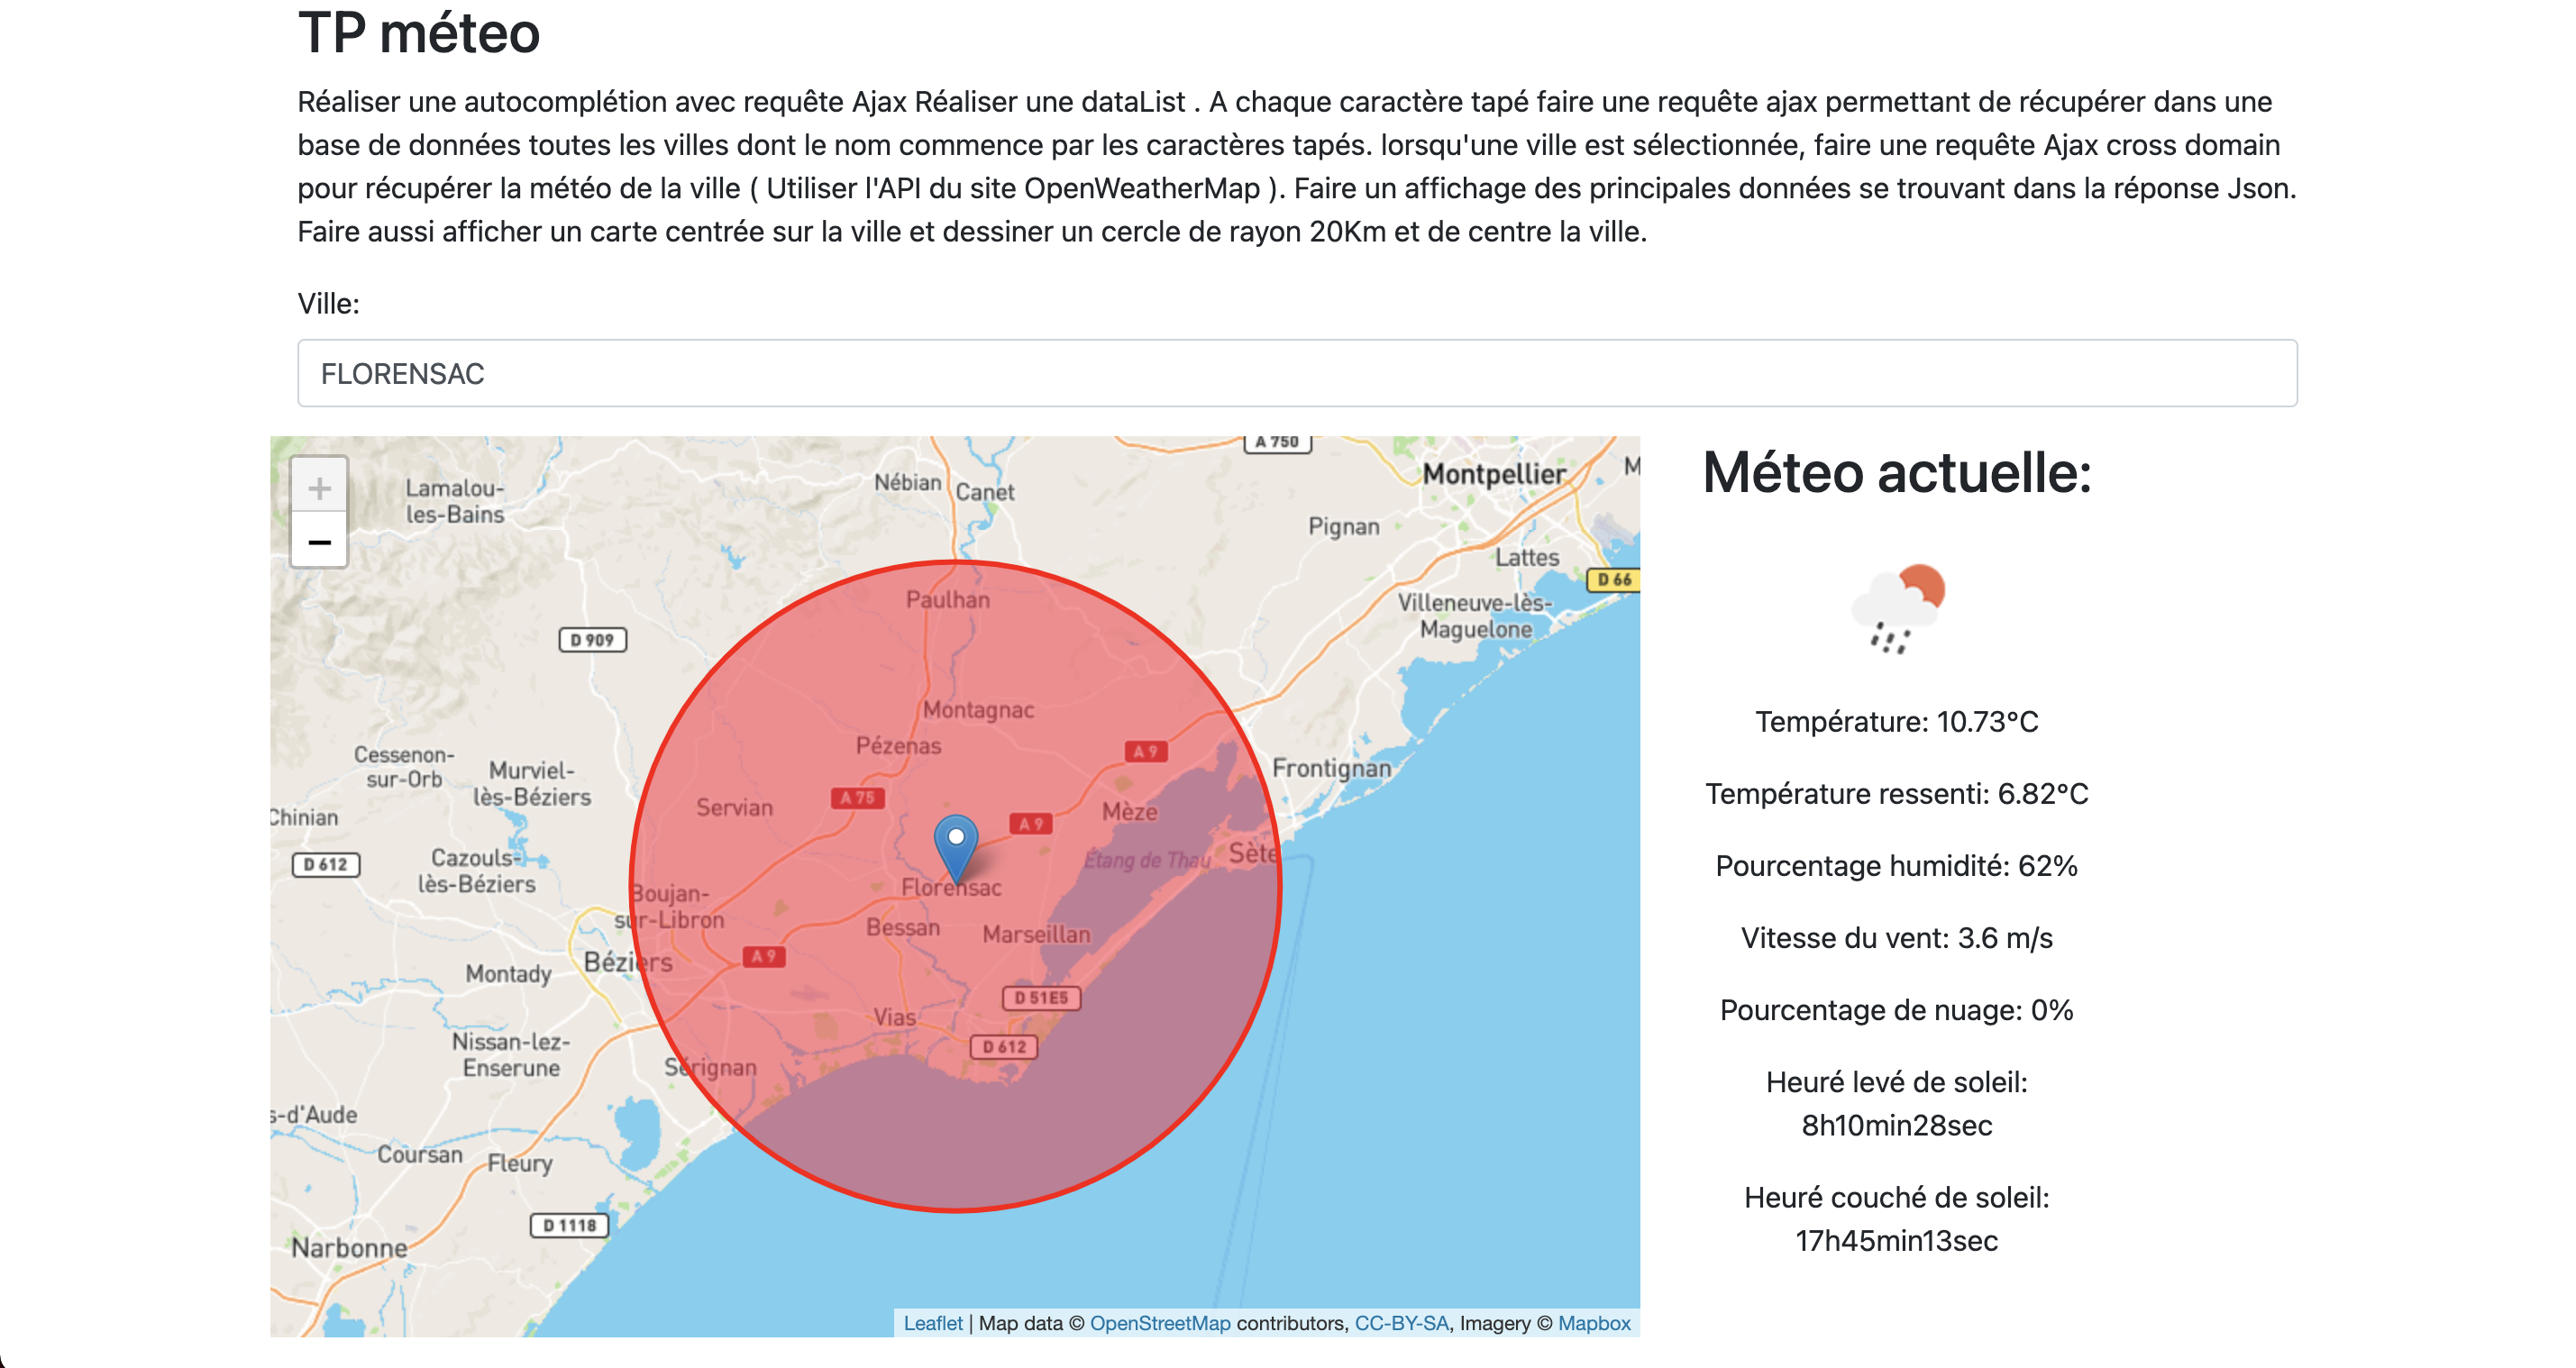 TP méteo
Réaliser une autocomplétion avec requête Ajax Réaliser une dataList . A chaque caractère tapé faire une requête ajax permettant de récupérer dans une
base de données toutes les villes dont le nom commence par les caractères tapés. lorsqu'une ville est sélectionnée, faire une requête Ajax cross domain
pour récupérer la météo de la ville ( Utiliser l'API du site OpenWeatherMap ). Faire un affichage des principales données se trouvant dans la réponse Json.
Faire aussi afficher un carte centrée sur la ville et dessiner un cercle de rayon 20Km et de centre la ville.
Ville:
FLORENSAC
+
−
A 750
Montpellier
M
Nébian
Canet
Lamalou-
les-Bains
Pignan
Lattes
D 66
Paulhan
Villeneuve-lès-
Maguelone
D 909
Montagnac
Pézenas
A 9
Cessenon-
sur-Orb
Murviel-
lès-Béziers
Frontignan
A 75
Servian
Mèze
Chinian
A 9
D 612
Cazouls-
lès-Béziers
Étang de Thau
Sète
Florensac
Boujan-
sur-Libron
Bessan
Marseillan
A 9
Béziers
Montady
D 51E5
Vias
Nissan-lez-
Enserune
D 612
Sérignan
s-d'Aude
Coursan
Fleury
D 1118
Narbonne
Leaflet | Map data © OpenStreetMap contributors, CC-BY-SA, Imagery © Mapbox
Méteo actuelle:
Température: 10.73°C
Température ressenti: 6.82°C
Pourcentage humidité: 62%
Vitesse du vent: 3.6 m/s
Pourcentage de nuage: 0%
Heuré levé de soleil:
8h10min28sec
Heuré couché de soleil:
17h45min13sec